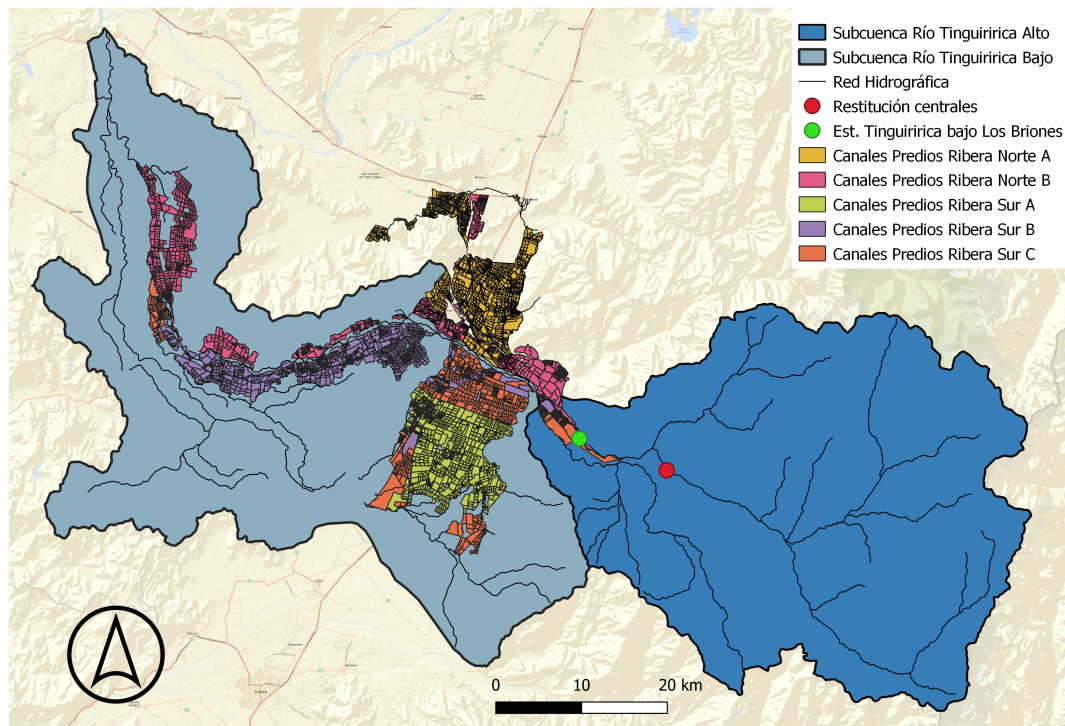 Subcuenca Río Tinguiririca Alto
Subcuenca Río Tinguiririca Bajo
Red Hidrográfica
Restitución centrales
Est. Tinguiririca bajo Los Briones
Canales Predios Ribera Norte A
Canales Predios Ribera Norte B
Canales Predios Ribera Sur A
Canales Predios Ribera Sur B
Canales Predios Ribera Sur C
0 10 20 km